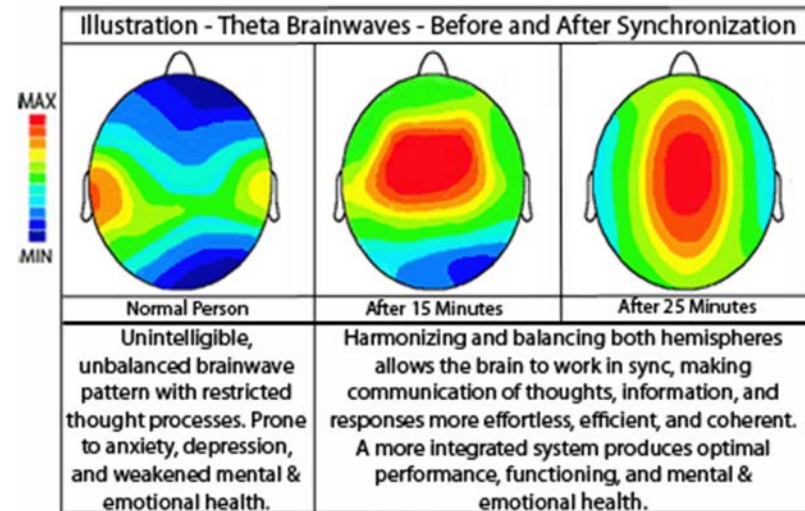 Illustration - Theta Brainwaves - Before and After Synchronization
MAX
MIN
Normal Person
After 15 Minutes
After 25 Minutes
Unintelligible,
unbalanced brainwave
pattern with restricted
thought processes. Prone
to anxiety, depression,
and weakened mental &
emotional health.
Harmonizing and balancing both hemispheres
allows the brain to work in sync, making
communication of thoughts, information, and
responses more effortless, efficient, and coherent.
A more integrated system produces optimal
performance, functioning, and mental &
emotional health.